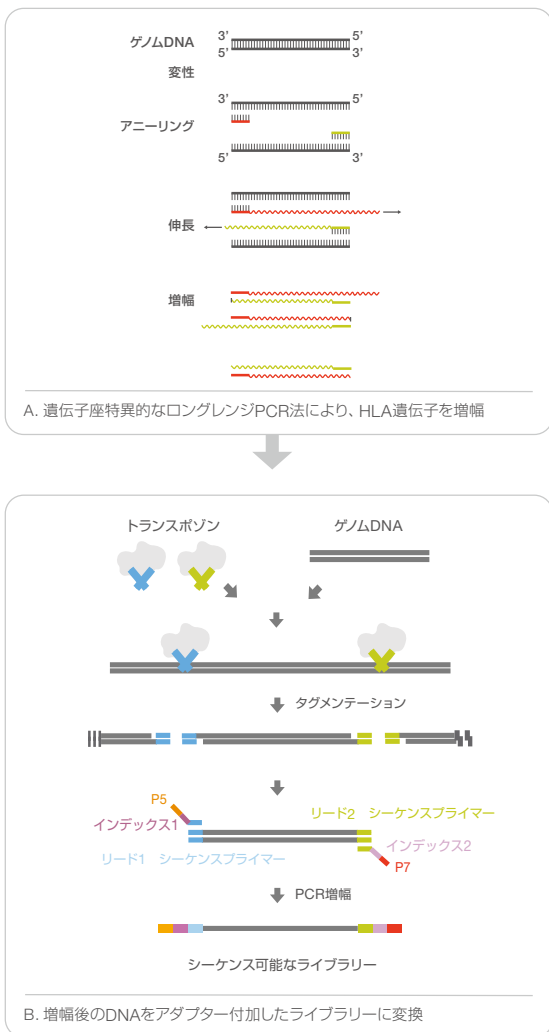 3’ 5’
ゲノムDNA
5’ 3’
変性
3’ 5’
アニーリング
5’ 3’
伸長
増幅
A. 遺伝子座特異的なロングレンジPCR法により、HLA遺伝子を増幅
トランスポゾン ゲノムDNA
タグメンテーション
P5
リード2 シーケンスプライマー
インデックス1
インデックス2
リード1 シーケンスプライマー
P7
PCR増幅
シーケンス可能なライブラリー
B. 増幅後のDNAをアダプター付加したライブラリーに変換